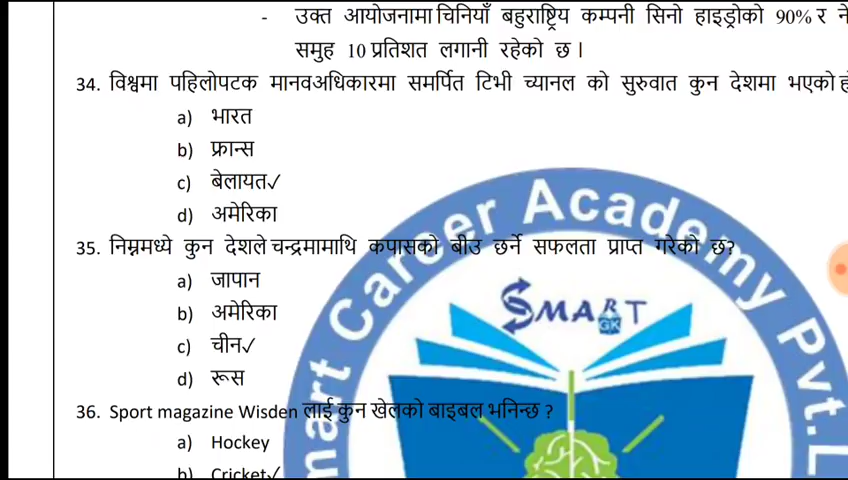 - उक्त आयोजनामा चिनियाँ बहुराष्ट्रिय कम्पनी सिनो हाइड्रोको 90% र ने
समुह 10 प्रतिशत लगानी रहेको छ ।
34. विश्वमा पहिलोपटक मानवअधिकारमा समर्पित टिभी च्यानल को सुरुवात कुन देशमा भएको हो
a) भारत
b) फ्रान्स
c) बेलायत✓
d) अमेरिका
35. निम्नमध्ये कुन देशले चन्द्रमामाथि कपासको बीउ छर्ने सफलता प्राप्त गरेको छ?
a) जापान
b) अमेरिका
c) चीन✓
d) रूस
36. Sport magazine Wisden लाई कुन खेलको बाइबल भनिन्छ ?
a) Hockey
b) Cricket✓
mart Career Academy Pvt. L
SMART
GK